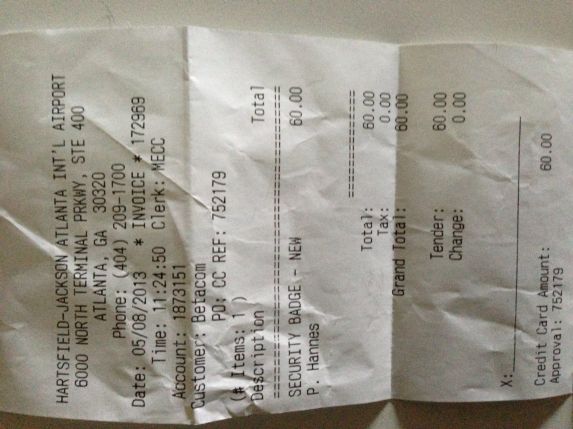 HARTSFIELD-JACKSON ATLANTA INT'L AIRPORT
6000 NORTH TERMINAL PRKWY, STE 400
ATLANTA, GA 30320
Phone: (404) 209-1700
Date: 05/08/2013 * INVOICE * 172969
Time: 11:24:50 Clerk: MECC
Account: 1873151
Customer: Betacom
PO: CC REF: 752179
(# Items: 1 )
Description Total
SECURITY BADGE - NEW 60.00
P. Hannes
Total: 60.00
Tax: 0.00
Grand Total: 60.00
Tender: 60.00
Change: 0.00
X:
Credit Card Amount: 60.00
Approval: 752179